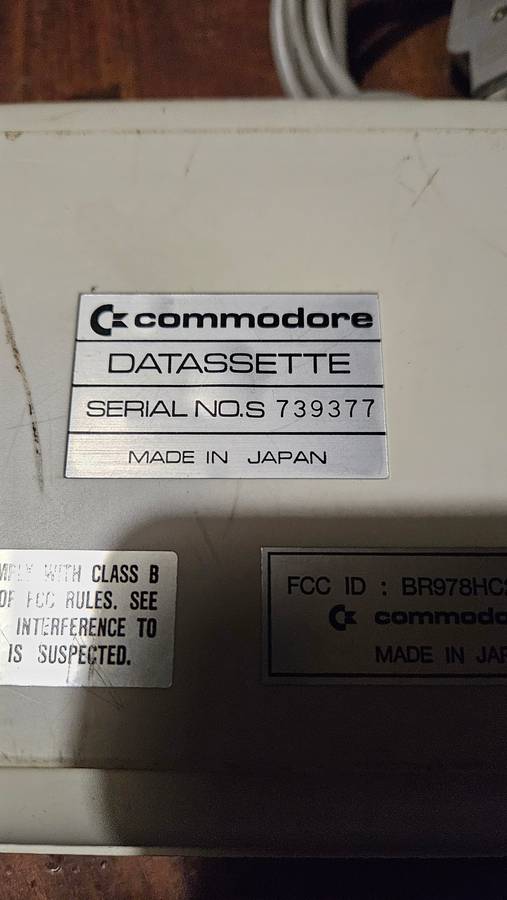 commodore
DATASSETTE
SERIAL NO.S 739377
MADE IN JAPAN
WITH CLASS B
OF FCC RULES. SEE
INTERFERENCE TO
IS SUSPECTED.
FCC ID : BR978HC
commodo
MADE IN JAP